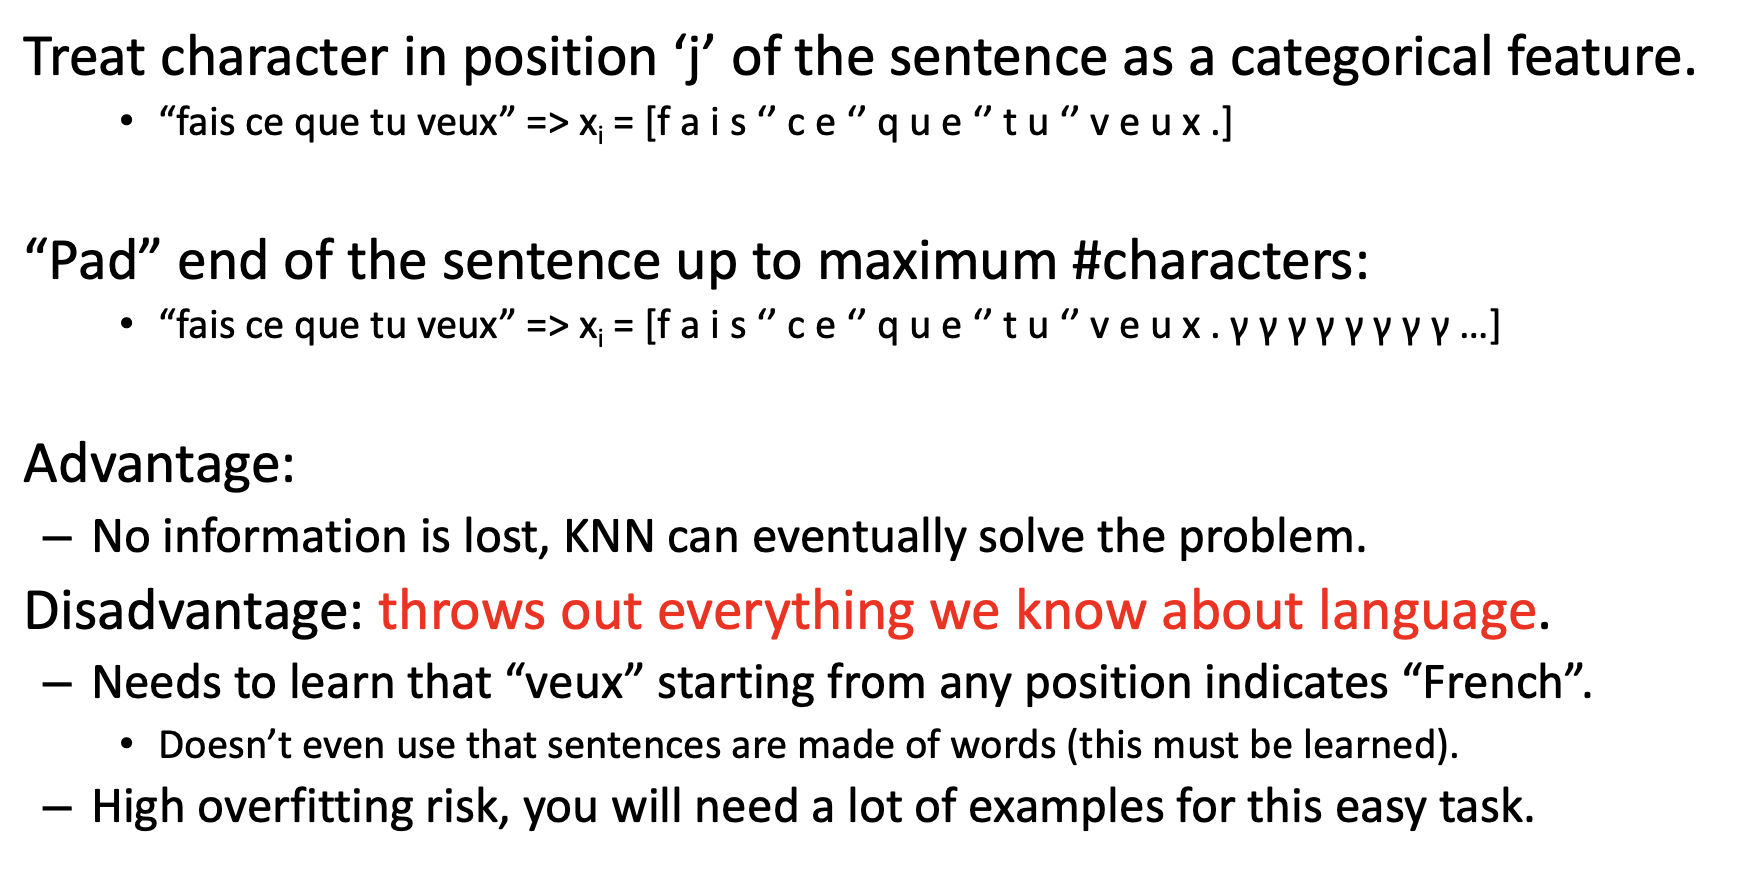 Treat character in position ‘j’ of the sentence as a categorical feature.
• “fais ce que tu veux” => xᵢ = [f a i s ‘’ c e ‘’ q u e ‘’ t u ‘’ v e u x .]
“Pad” end of the sentence up to maximum #characters:
• “fais ce que tu veux” => xᵢ = [f a i s ‘’ c e ‘’ q u e ‘’ t u ‘’ v e u x . γ γ γ γ γ γ γ γ …]
Advantage:
– No information is lost, KNN can eventually solve the problem.
Disadvantage: throws out everything we know about language.
– Needs to learn that “veux” starting from any position indicates “French”.
• Doesn’t even use that sentences are made of words (this must be learned).
– High overfitting risk, you will need a lot of examples for this easy task.